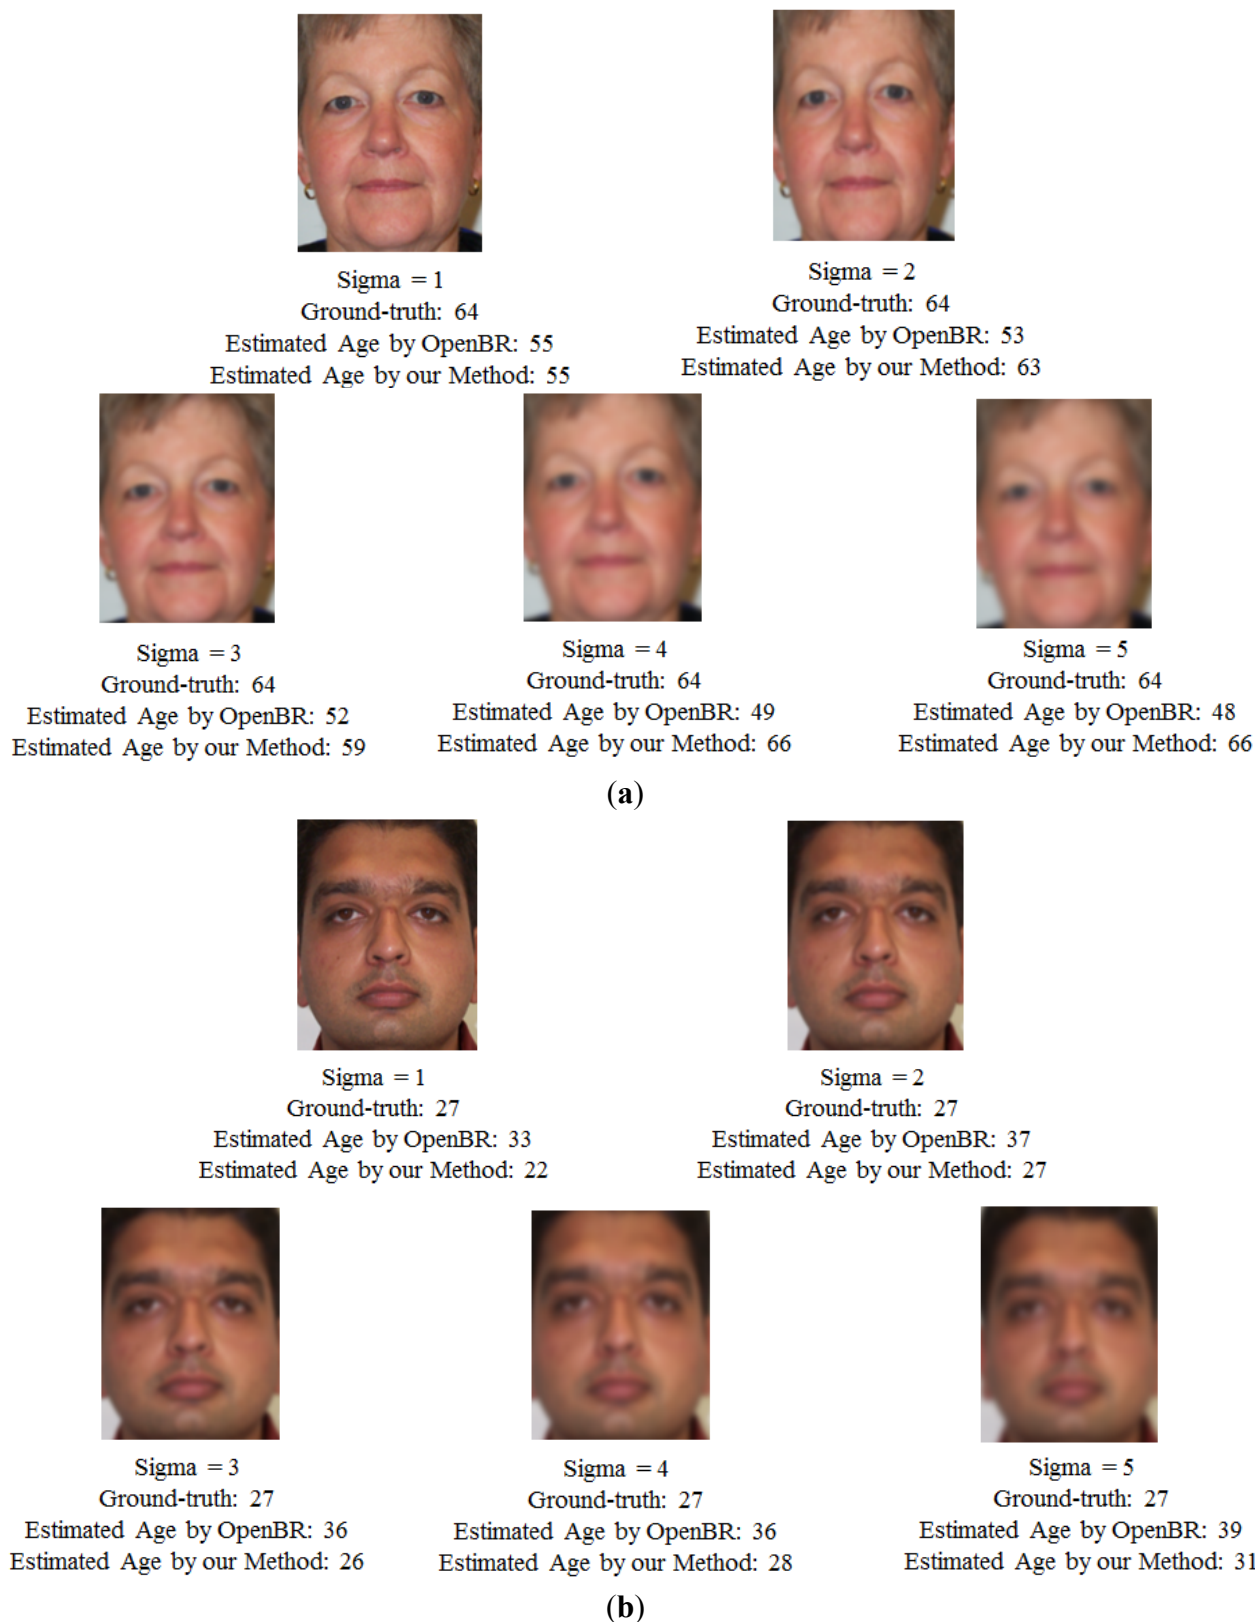 Sigma = 1
Ground-truth: 64
Estimated Age by OpenBR: 55
Estimated Age by our Method: 55
Sigma = 2
Ground-truth: 64
Estimated Age by OpenBR: 53
Estimated Age by our Method: 63
Sigma = 3
Ground-truth: 64
Estimated Age by OpenBR: 52
Estimated Age by our Method: 59
Sigma = 4
Ground-truth: 64
Estimated Age by OpenBR: 49
Estimated Age by our Method: 66
Sigma = 5
Ground-truth: 64
Estimated Age by OpenBR: 48
Estimated Age by our Method: 66
(a)
Sigma = 1
Ground-truth: 27
Estimated Age by OpenBR: 33
Estimated Age by our Method: 22
Sigma = 2
Ground-truth: 27
Estimated Age by OpenBR: 37
Estimated Age by our Method: 27
Sigma = 3
Ground-truth: 27
Estimated Age by OpenBR: 36
Estimated Age by our Method: 26
Sigma = 4
Ground-truth: 27
Estimated Age by OpenBR: 36
Estimated Age by our Method: 28
Sigma = 5
Ground-truth: 27
Estimated Age by OpenBR: 39
Estimated Age by our Method: 31
(b)